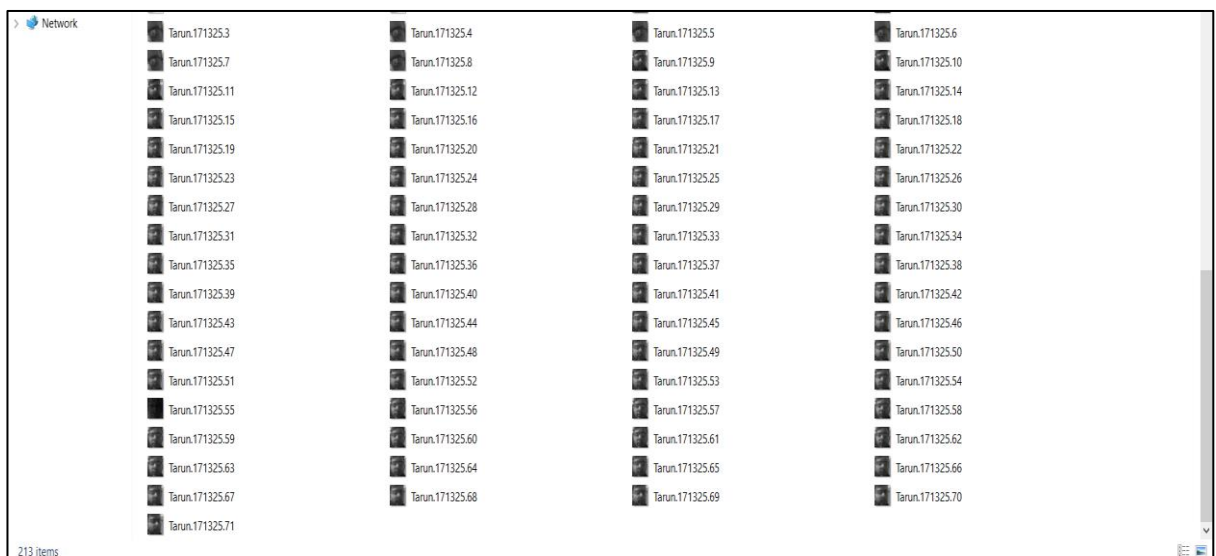 Network
Tarun.171325.3 Tarun.171325.4 Tarun.171325.5 Tarun.171325.6
Tarun.171325.7 Tarun.171325.8 Tarun.171325.9 Tarun.171325.10
Tarun.171325.11 Tarun.171325.12 Tarun.171325.13 Tarun.171325.14
Tarun.171325.15 Tarun.171325.16 Tarun.171325.17 Tarun.171325.18
Tarun.171325.19 Tarun.171325.20 Tarun.171325.21 Tarun.171325.22
Tarun.171325.23 Tarun.171325.24 Tarun.171325.25 Tarun.171325.26
Tarun.171325.27 Tarun.171325.28 Tarun.171325.29 Tarun.171325.30
Tarun.171325.31 Tarun.171325.32 Tarun.171325.33 Tarun.171325.34
Tarun.171325.35 Tarun.171325.36 Tarun.171325.37 Tarun.171325.38
Tarun.171325.39 Tarun.171325.40 Tarun.171325.41 Tarun.171325.42
Tarun.171325.43 Tarun.171325.44 Tarun.171325.45 Tarun.171325.46
Tarun.171325.47 Tarun.171325.48 Tarun.171325.49 Tarun.171325.50
Tarun.171325.51 Tarun.171325.52 Tarun.171325.53 Tarun.171325.54
Tarun.171325.55 Tarun.171325.56 Tarun.171325.57 Tarun.171325.58
Tarun.171325.59 Tarun.171325.60 Tarun.171325.61 Tarun.171325.62
Tarun.171325.63 Tarun.171325.64 Tarun.171325.65 Tarun.171325.66
Tarun.171325.67 Tarun.171325.68 Tarun.171325.69 Tarun.171325.70
Tarun.171325.71
213 items